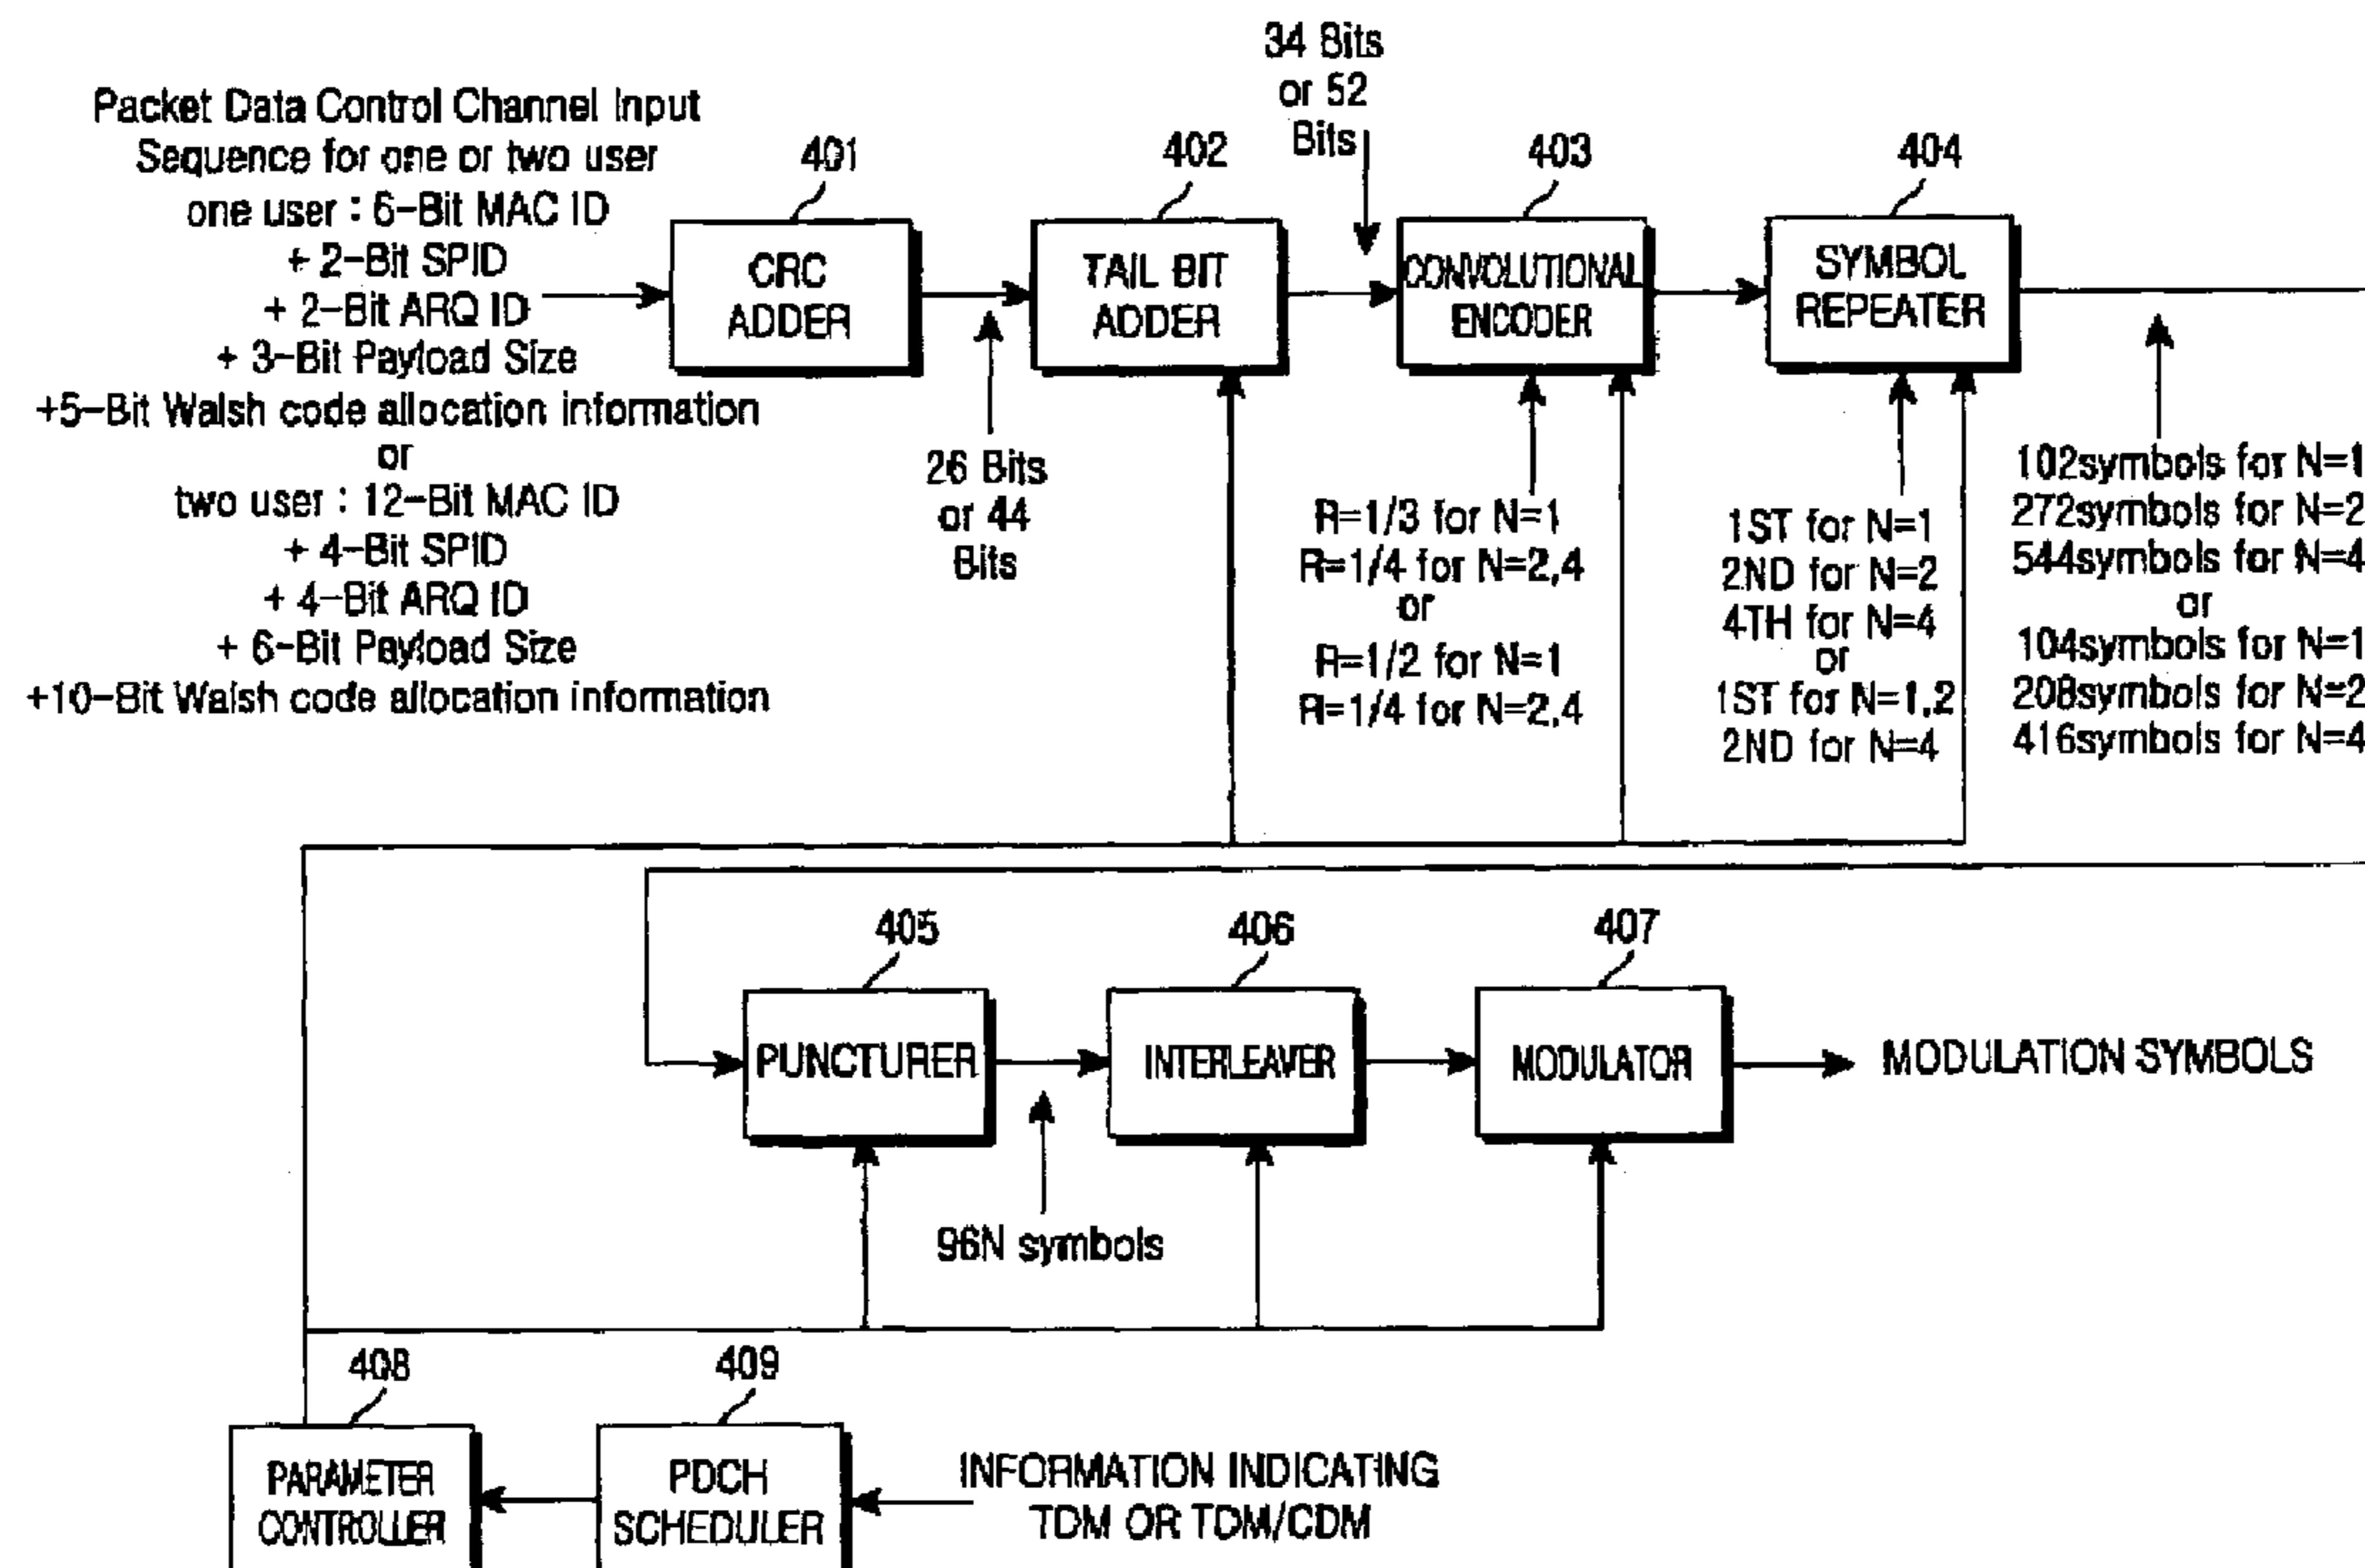 Packet Data Control Channel Input
Sequence for one or two user
one user : 6-Bit MAC ID
+ 2-Bit SPID
+ 2-Bit ARQ ID
+ 3-Bit Payload Size
+5-Bit Walsh code allocation information
or
two user : 12-Bit MAC ID
+ 4-Bit SPID
+ 4-Bit ARQ ID
+ 6-Bit Payload Size
+10-Bit Walsh code allocation information
401
CRC
ADDER
26 Bits
or 44
Bits
402
TAIL BIT
ADDER
34 Bits
or 52
Bits
403
CONVOLUTIONAL
ENCODER
R=1/3 for N=1
R=1/4 for N=2,4
or
R=1/2 for N=1
R=1/4 for N=2,4
404
SYMBOL
REPEATER
1ST for N=1
2ND for N=2
4TH for N=4
or
1ST for N=1,2
2ND for N=4
102symbols for N=1
272symbols for N=2
544symbols for N=4
or
104symbols for N=1
208symbols for N=2
416symbols for N=4
405
PUNCTURER
96N symbols
406
INTERLEAVER
407
MODULATOR
MODULATION SYMBOLS
408
PARAMETER
CONTROLLER
409
PDCH
SCHEDULER
INFORMATION INDICATING
TDM OR TDM/CDM